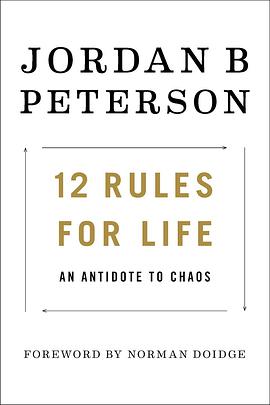 JORDAN B
PETERSON
12 RULES
FOR LIFE
AN ANTIDOTE TO CHAOS
FOREWORD BY NORMAN DOIDGE